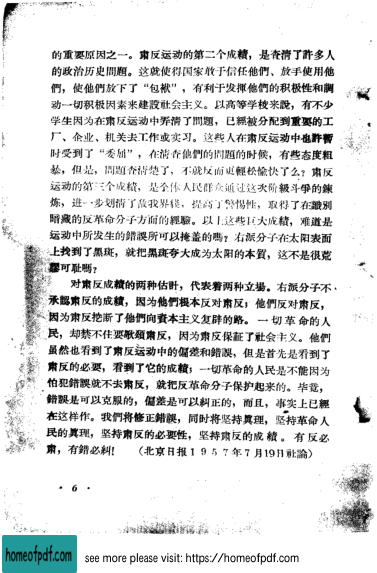 的重要原因之一。肅反运动的第二个成績，是查清了許多人
的政治历史問題。这就使得国家敢于信任他們、放手使用他
們，使他們放下了“包袱”，有利于发揮他們的积极性和調
动一切积极因素来建設社会主义。以高等学校来說，有不少
学生因为在肅反运动中弄清了問題，已經被分配到重要的工
厂、企业、机关去工作或实习。这些人在肅反运动中也許暫
时受到了“委屈”，在清查他們的問題的时候，有些态度粗
暴，但是，問題查清楚了，不就反而更輕松愉快了么？肅反
运动的第三个成績，是全体人民群众通过这次阶級斗爭的鍛
炼，进一步划清了敌我界綫，提高了警惕性，取得了在識别
暗藏的反革命分子方面的經驗。以上这些巨大成績，难道是
运动中所发生的錯誤所可以掩盖的嗎？右派分子在太阳表面
上找到了黑斑，就把黑斑夸大成为太阳的本質，这不是很荒
謬可耻嗎？
对肅反成績的两种估計，代表着两种立場。右派分子不
承認肅反的成績，因为他們根本反对肅反；他們反对肅反，
因为肅反挖断了他們向資本主义复辟的路。一切革命的人
民，却禁不住要歌頌肅反，因为肅反保証了社会主义。他們
虽然也看到了肅反运动中的偏差和錯誤，但是首先是看到了
肅反的必要，看到了它的成績；一切革命的人民是不能因为
怕犯錯誤就不去肅反，就把反革命分子保护起来的。毕竟，
錯誤是可以克服的，偏差是可以糾正的，而且，事实上已經
在这样作。我們将修正錯誤，同时将坚持真理，坚持革命人
民的真理，坚持肅反的必要性，坚持肅反的成績。有反必
肅，有錯必糾！ （北京日报1957年7月19日社論）
· 6 ·
homeofpdf.com see more please visit: https://homeofpdf.com